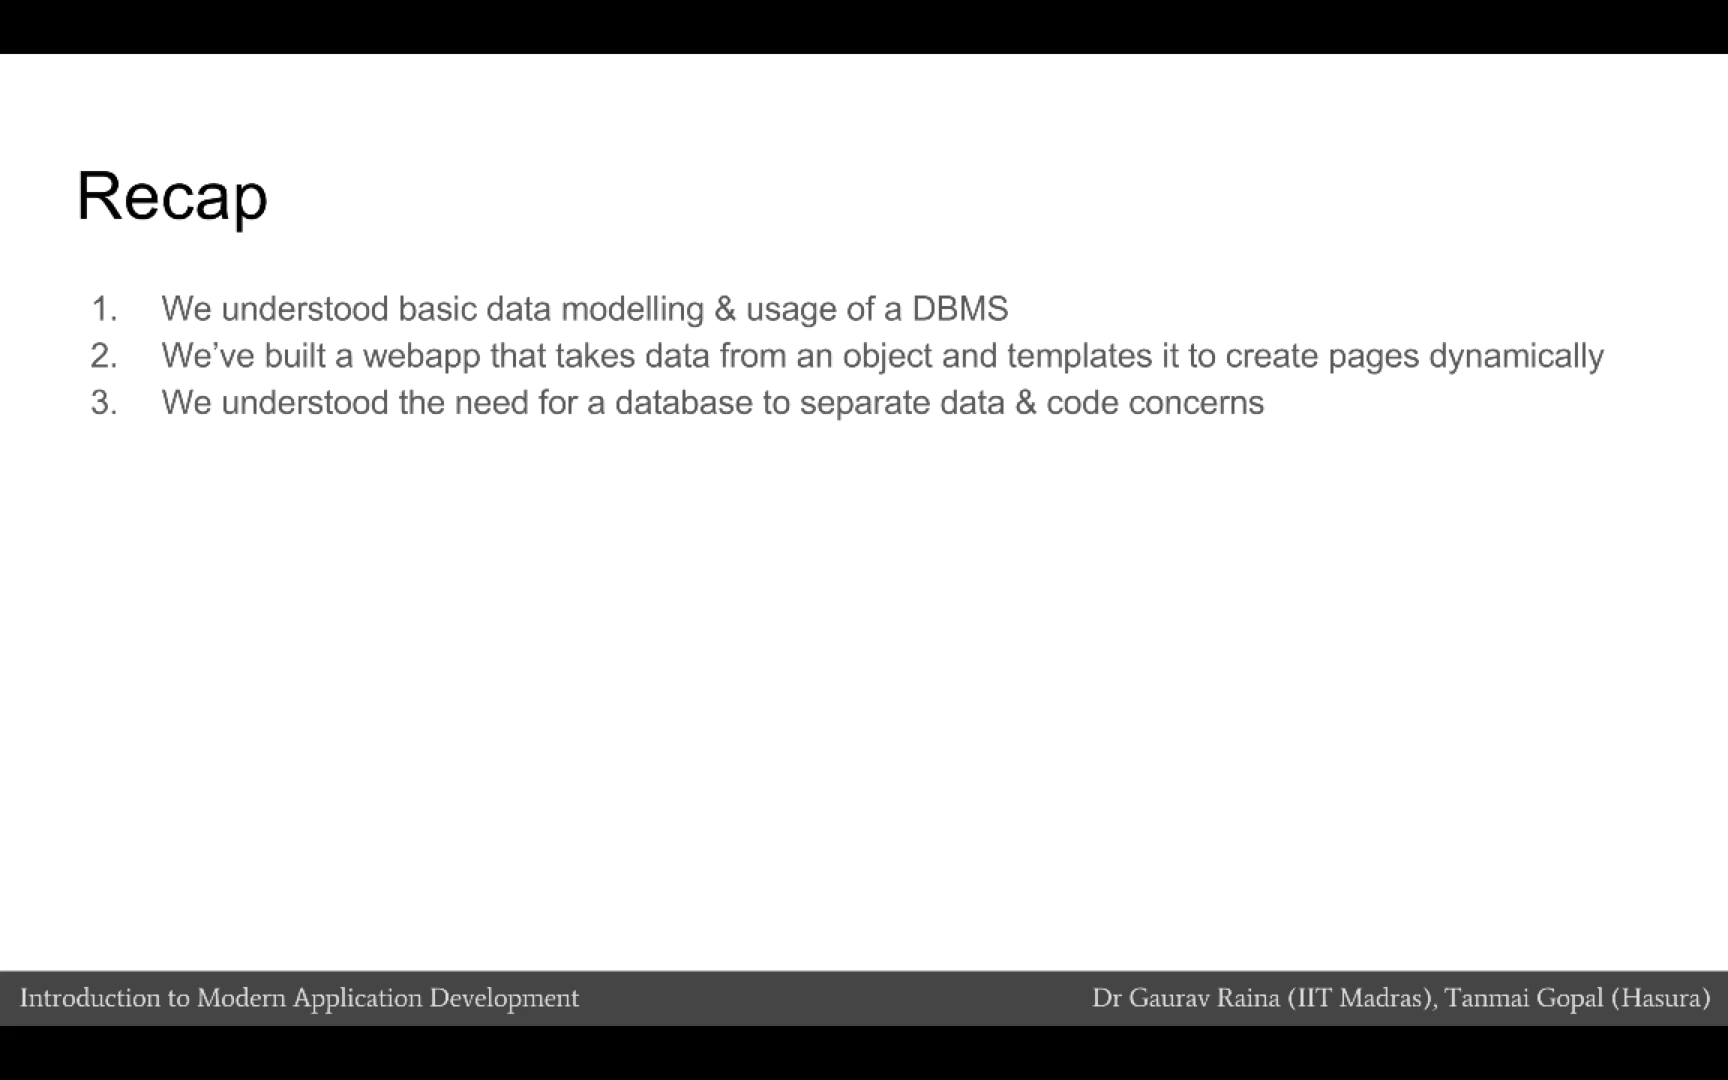 Recap
1. We understood basic data modelling & usage of a DBMS
2. We’ve built a webapp that takes data from an object and templates it to create pages dynamically
3. We understood the need for a database to separate data & code concerns
Introduction to Modern Application Development
Dr Gaurav Raina (IIT Madras), Tanmai Gopal (Hasura)